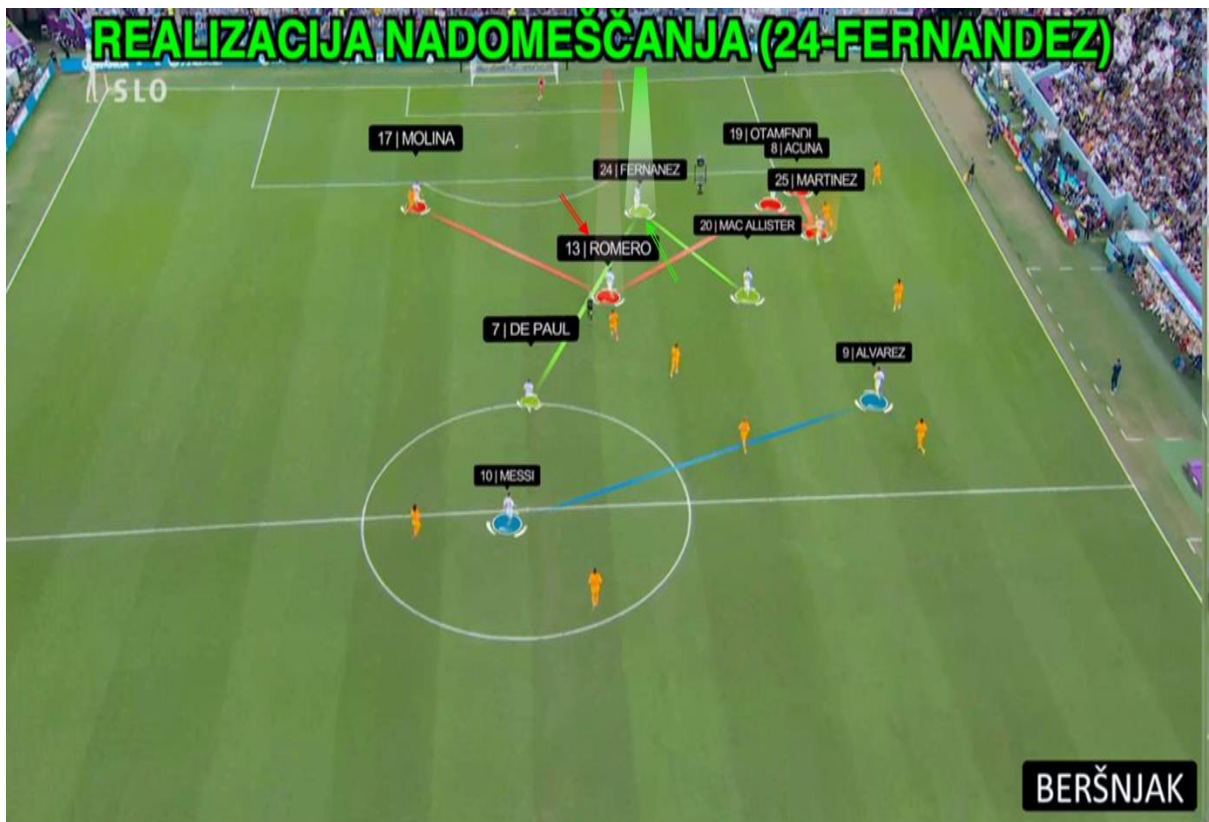 REALIZACIJA NADOMEŠČANJA (24-FERNANDEZ)
SLO
17 | MOLINA
19 | OTAMENDI
8 | ACUNA
24 | FERNANEZ
25 | MARTINEZ
20 | MAC ALLISTER
13 | ROMERO
7 | DE PAUL
9 | ALVAREZ
10 | MESSI
BERŠNJAK